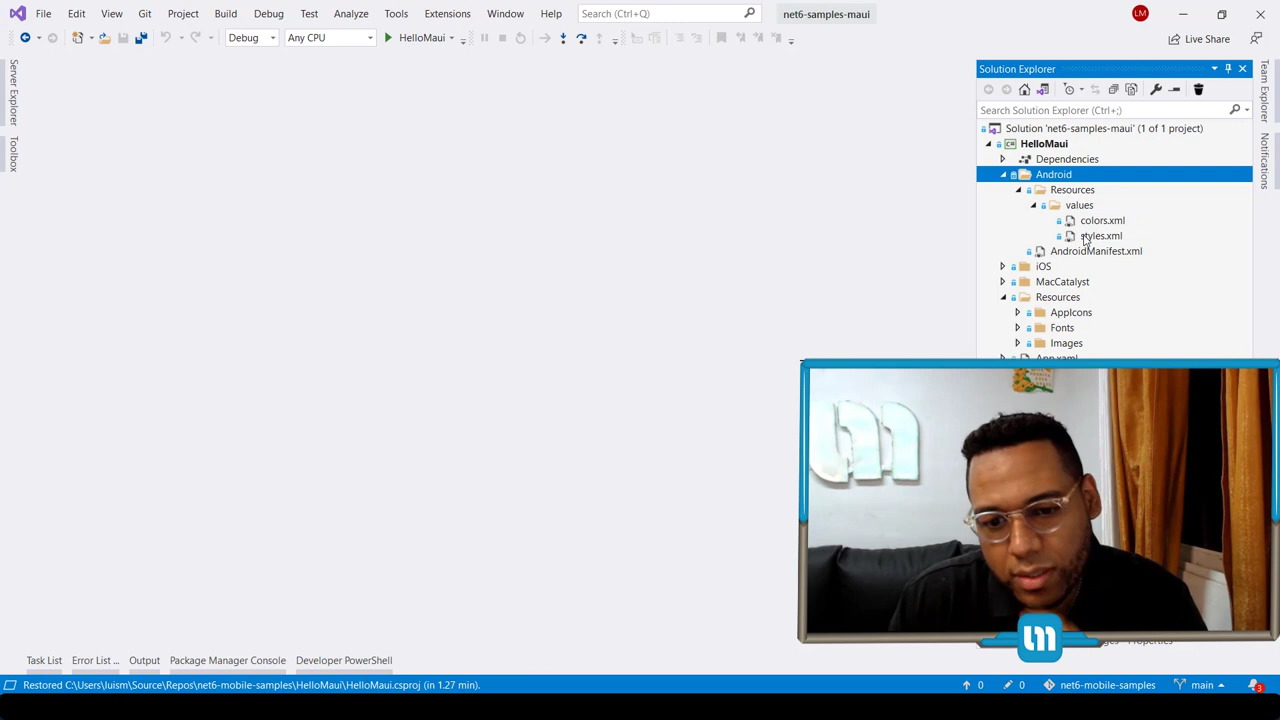 File Edit View Git Project Build Debug Test Analyze Tools Extensions Window Help Search (Ctrl+Q) net6-samples-maui LM
Debug Any CPU HelloMaui Live Share
Server Explorer
Toolbox
Solution Explorer
Search Solution Explorer (Ctrl+;)
Solution 'net6-samples-maui' (1 of 1 project)
HelloMaui
Dependencies
Android
Resources
values
colors.xml
styles.xml
AndroidManifest.xml
iOS
MacCatalyst
Resources
AppIcons
Fonts
Images
App.xaml
Team Explorer
Notifications
Properties
Task List Error List ... Output Package Manager Console Developer PowerShell
Restored C:\Users\luism\Source\Repos\net6-mobile-samples\HelloMaui\HelloMaui.csproj (in 1.27 min). 0 0 net6-mobile-samples main 3